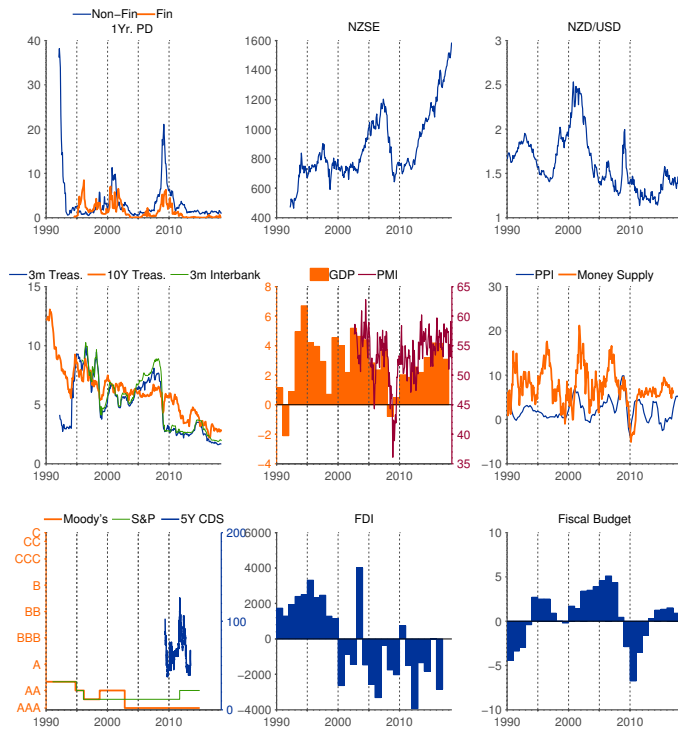 Non−Fin Fin
1Yr. PD
40
30
20
10
0
1990 2000 2010
NZSE
1600
1400
1200
1000
800
600
400
1990 2000 2010
NZD/USD
3
2.5
2
1.5
1
1990 2000 2010
3m Treas. 10Y Treas. 3m Interbank
15
10
5
0
1990 2000 2010
GDP PMI
8
6
4
2
0
−2
−4
65
60
55
50
45
40
35
1990 2000 2010
PPI Money Supply
30
20
10
0
−10
1990 2000 2010
Moody's S&P 5Y CDS
C
CC
CCC
B
BB
BBB
A
AA
AAA
200
100
0
1990 2000 2010
FDI
6000
4000
2000
0
−2000
−4000
1990 2000 2010
Fiscal Budget
10
5
0
−5
−10
1990 2000 2010